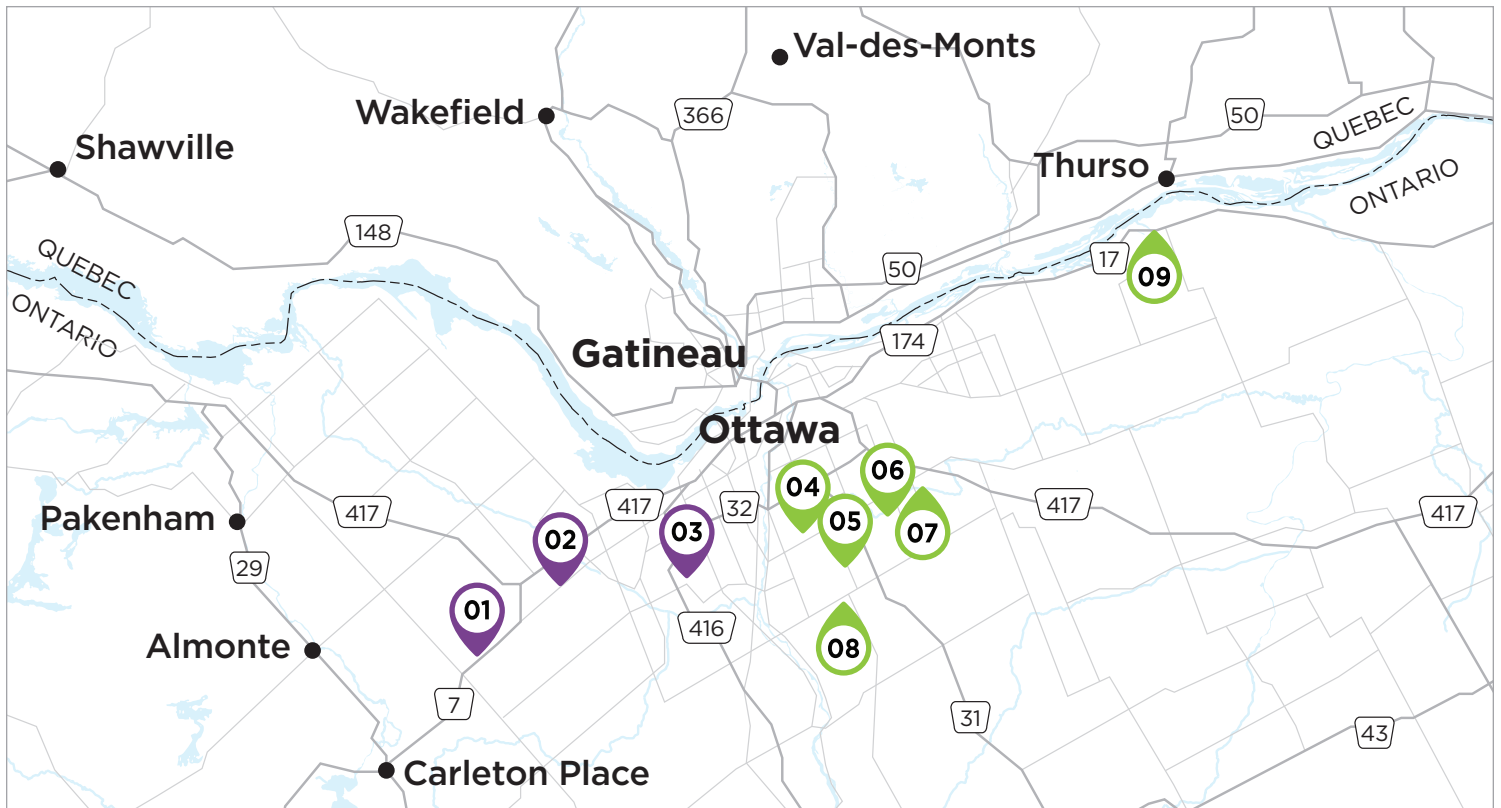 Val-des-Monts
Wakefield
366
50
QUEBEC
Shawville
Thurso
ONTARIO
148
QUEBEC
17
50
09
ONTARIO
174
Gatineau
Ottawa
06
04
417
32
417
417
Pakenham
417
02
03
05
07
29
01
416
Almonte
08
7
31
43
Carleton Place